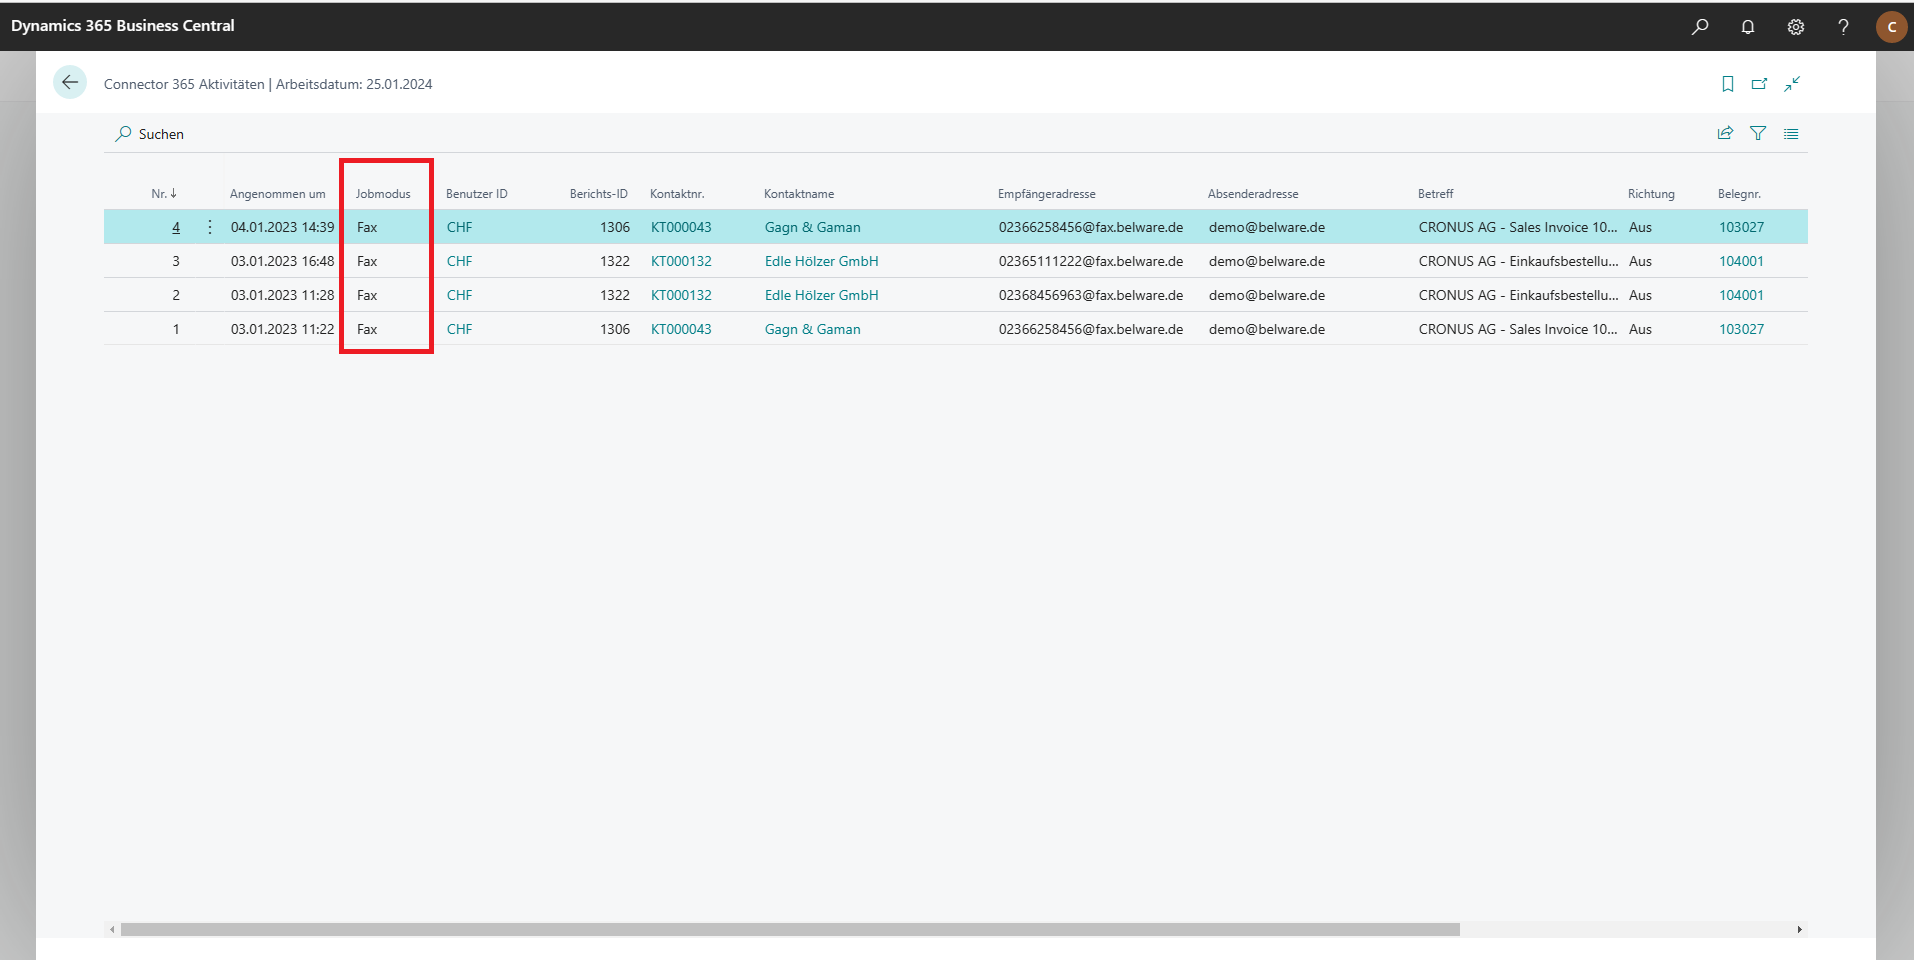 Dynamics 365 Business Central
C
Connector 365 Aktivitäten | Arbeitsdatum: 25.01.2024
Suchen
Nr. ↓ Angenommen um Jobmodus Benutzer ID Berichts-ID Kontaktnr. Kontaktname Empfängeradresse Absenderadresse Betreff Richtung Belegnr.
4 04.01.2023 14:39 Fax CHF 1306 KT000043 Gagn & Gaman 02366258456@fax.belware.de demo@belware.de CRONUS AG - Sales Invoice 10... Aus 103027
3 03.01.2023 16:48 Fax CHF 1322 KT000132 Edle Hölzer GmbH 02365111222@fax.belware.de demo@belware.de CRONUS AG - Einkaufsbestellu... Aus 104001
2 03.01.2023 11:28 Fax CHF 1322 KT000132 Edle Hölzer GmbH 02368456963@fax.belware.de demo@belware.de CRONUS AG - Einkaufsbestellu... Aus 104001
1 03.01.2023 11:22 Fax CHF 1306 KT000043 Gagn & Gaman 02366258456@fax.belware.de demo@belware.de CRONUS AG - Sales Invoice 10... Aus 103027